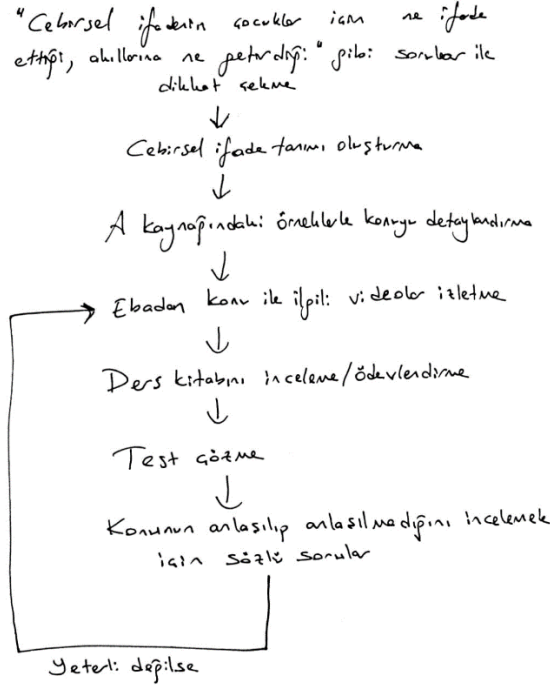 "Cebirsel ifadenin çocuklar için ne ifade
ettiği, akıllarına ne getirdiği" gibi sorular ile
dikkat çekme
Cebirsel ifade tanımı oluşturma
A kaynağındaki örneklerle konuyu detaylandırma
Ebadan konu ile ilgili videolar izletme
Ders kitabını inceleme/ödevlendirme
Test çözme
Konunun anlaşılıp anlaşılmadığını incelemek
için sözlü sorular
Yeterli değilse